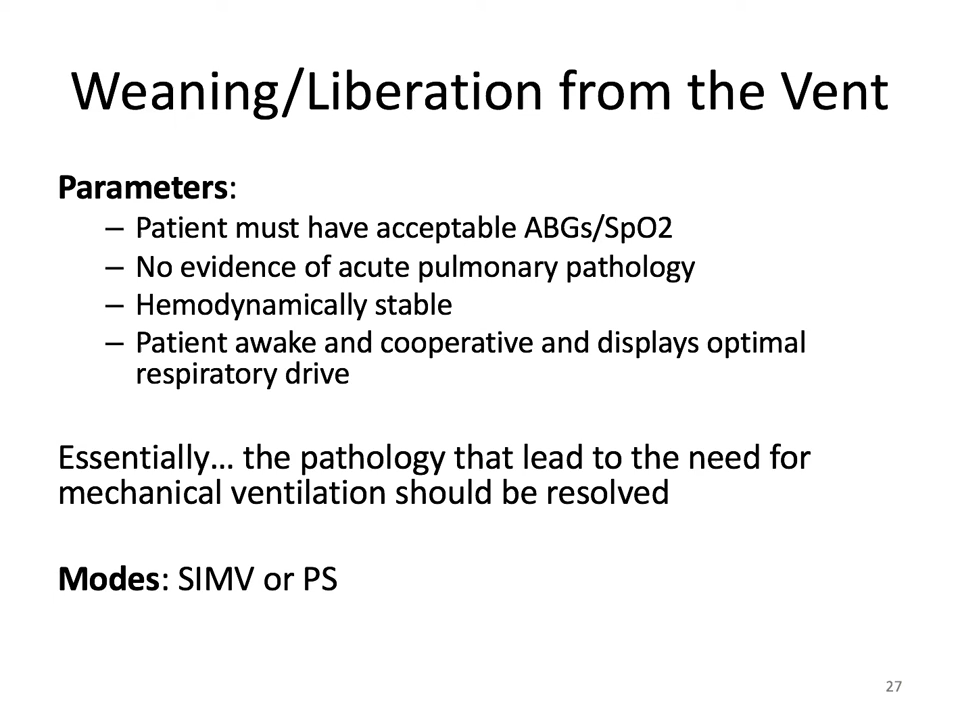 Weaning/Liberation from the Vent
Parameters:
– Patient must have acceptable ABGs/SpO2
– No evidence of acute pulmonary pathology
– Hemodynamically stable
– Patient awake and cooperative and displays optimal
respiratory drive
Essentially... the pathology that lead to the need for
mechanical ventilation should be resolved
Modes: SIMV or PS
27